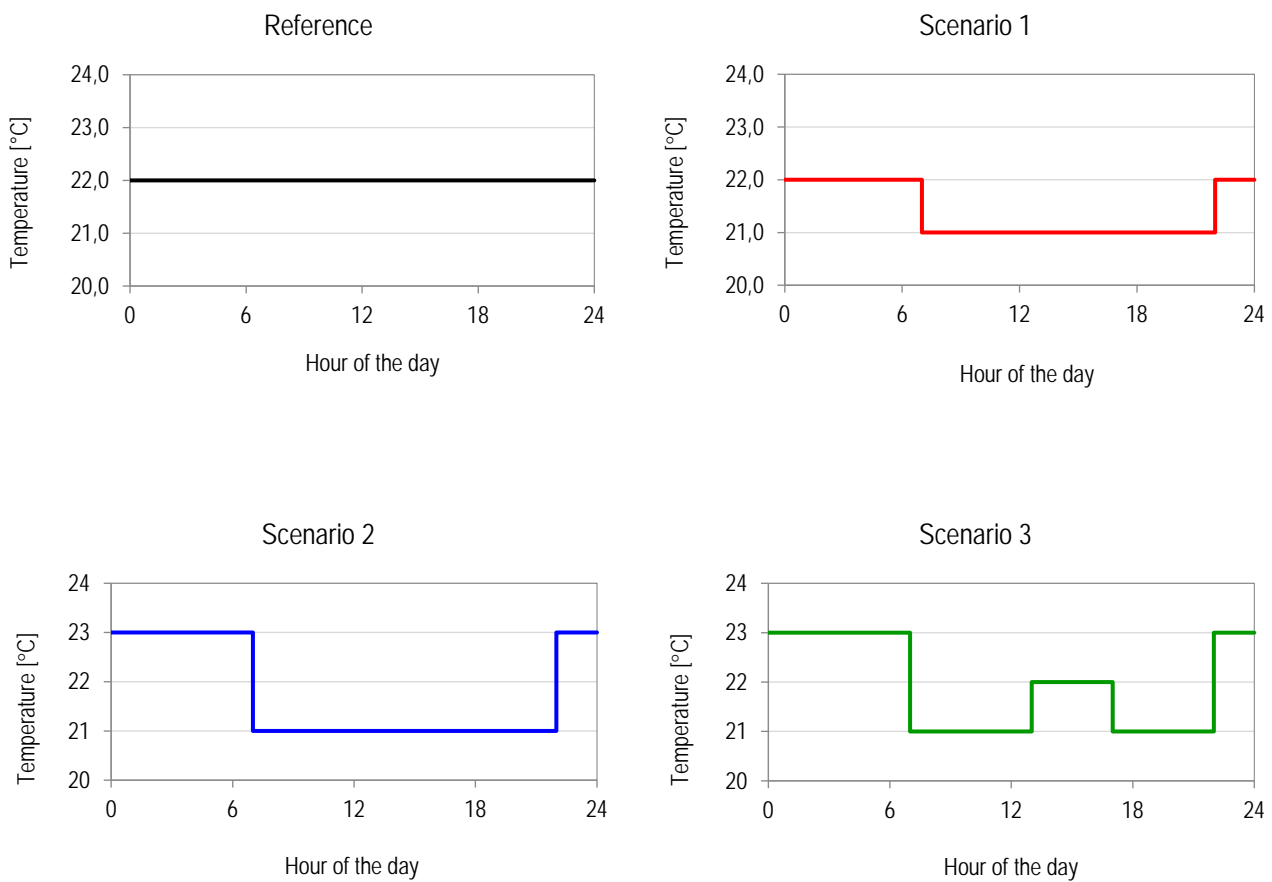 Reference
Temperature [°C]
24,0
23,0
22,0
21,0
20,0
0 6 12 18 24
Hour of the day
Scenario 1
Temperature [°C]
24,0
23,0
22,0
21,0
20,0
0 6 12 18 24
Hour of the day
Scenario 2
Temperature [°C]
24
23
22
21
20
0 6 12 18 24
Hour of the day
Scenario 3
Temperature [°C]
24
23
22
21
20
0 6 12 18 24
Hour of the day